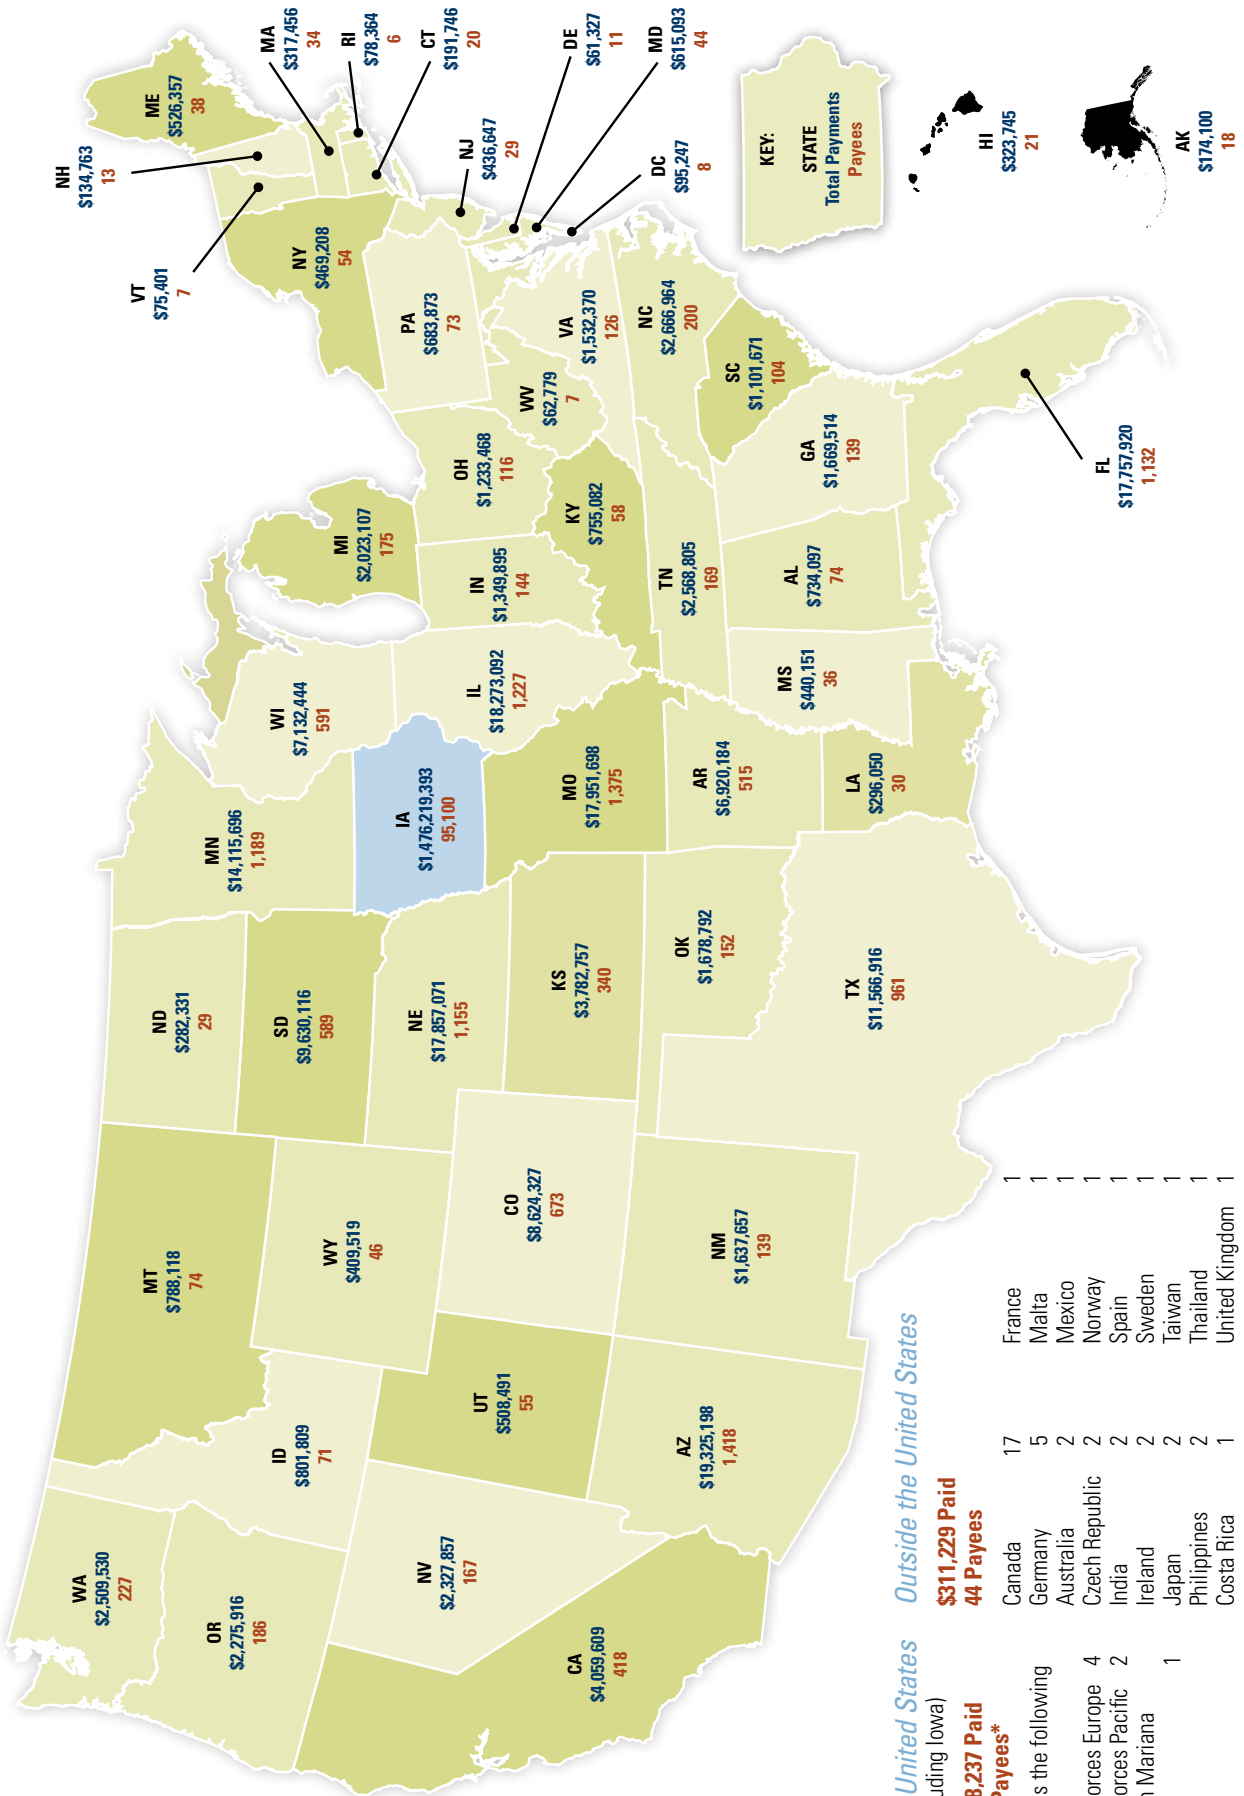 WA
$2,509,530
227
OR
$2,275,916
186
CA
$4,059,609
418
NV
$2,327,857
167
ID
$801,809
71
MT
$788,118
74
WY
$409,519
46
UT
$508,491
55
AZ
$19,325,198
1,418
CO
$8,624,327
673
NM
$1,637,657
139
ND
$282,331
29
SD
$9,630,116
589
NE
$17,857,071
1,155
KS
$3,782,757
340
OK
$1,678,792
152
TX
$11,566,916
961
MN
$14,115,696
1,189
IA
$1,476,219,393
95,100
MO
$17,951,698
1,375
AR
$6,920,184
515
LA
$296,050
30
WI
$7,132,444
591
IL
$18,273,092
1,227
MS
$440,151
36
MI
$2,023,107
175
IN
$1,349,895
144
OH
$1,233,468
116
KY
$755,082
58
TN
$2,568,805
169
AL
$734,097
74
GA
$1,669,514
139
FL
$17,757,920
1,132
SC
$1,101,671
104
NC
$2,666,964
200
VA
$1,532,370
126
WV
$62,779
7
PA
$683,873
73
NY
$469,208
54
VT
$75,401
7
NH
$134,763
13
ME
$526,357
38
MA
$317,456
34
RI
$78,364
6
CT
$191,746
20
NJ
$436,647
29
DE
$61,327
11
MD
$615,093
44
DC
$95,247
8
KEY:
STATE
Total Payments
Payees
HI
$323,745
21
AK
$174,100
18
United States
uding Iowa)
8,237 Paid
Payees*
s the following
orces Europe 4
orces Pacific 2
n Mariana 1
Outside the United States
$311,229 Paid
44 Payees
Canada 17
Germany 5
Australia 2
Czech Republic 2
India 2
Ireland 2
Japan 2
Philippines 2
Costa Rica 1
France 1
Malta 1
Mexico 1
Norway 1
Spain 1
Sweden 1
Taiwan 1
Thailand 1
United Kingdom 1